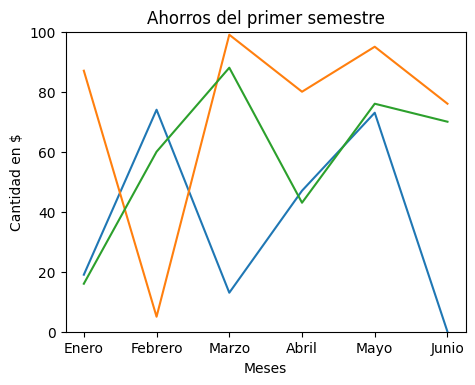 Ahorros del primer semestre
Cantidad en $
100
80
60
40
20
0
Enero Febrero Marzo Abril Mayo Junio
Meses